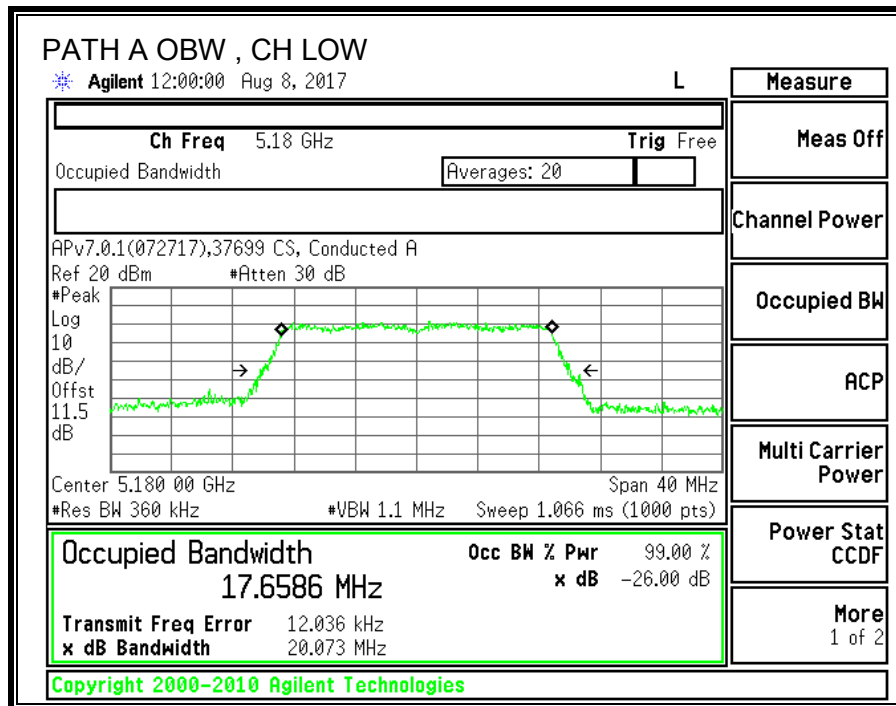 PATH A OBW , CH LOW
Agilent 12:00:00 Aug 8, 2017 L Measure
Ch Freq 5.18 GHz Trig Free
Meas Off
Occupied Bandwidth Averages: 20
Channel Power
APv7.0.1(072717),37699 CS, Conducted A
Ref 20 dBm #Atten 30 dB
#Peak
Log
10
dB/
Offst
11.5
dB
Occupied BW
ACP
Multi Carrier
Power
Center 5.180 00 GHz Span 40 MHz
#Res BW 360 kHz #VBW 1.1 MHz Sweep 1.066 ms (1000 pts)
Power Stat
CCDF
Occupied Bandwidth Occ BW % Pwr 99.00 %
17.6586 MHz x dB -26.00 dB
Transmit Freq Error 12.036 kHz
x dB Bandwidth 20.073 MHz
More
1 of 2
Copyright 2000-2010 Agilent Technologies